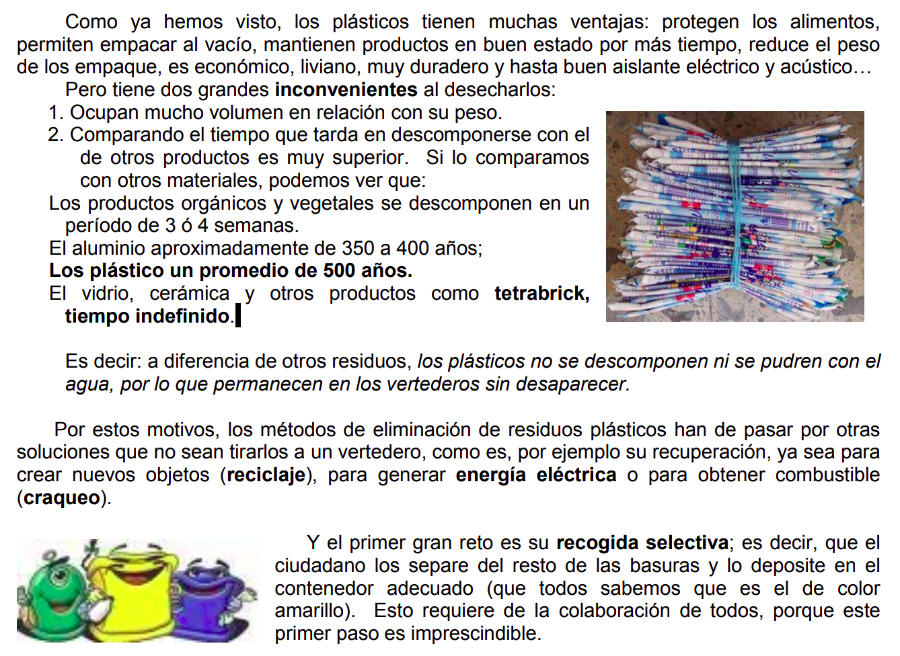 Como ya hemos visto, los plásticos tienen muchas ventajas: protegen los alimentos,
permiten empacar al vacío, mantienen productos en buen estado por más tiempo, reduce el peso
de los empaque, es económico, liviano, muy duradero y hasta buen aislante eléctrico y acústico…
Pero tiene dos grandes inconvenientes al desecharlos:
1. Ocupan mucho volumen en relación con su peso.
2. Comparando el tiempo que tarda en descomponerse con el
de otros productos es muy superior. Si lo comparamos
con otros materiales, podemos ver que:
Los productos orgánicos y vegetales se descomponen en un
período de 3 ó 4 semanas.
El aluminio aproximadamente de 350 a 400 años;
Los plástico un promedio de 500 años.
El vidrio, cerámica y otros productos como tetrabrick,
tiempo indefinido.
Es decir: a diferencia de otros residuos, los plásticos no se descomponen ni se pudren con el
agua, por lo que permanecen en los vertederos sin desaparecer.
Por estos motivos, los métodos de eliminación de residuos plásticos han de pasar por otras
soluciones que no sean tirarlos a un vertedero, como es, por ejemplo su recuperación, ya sea para
crear nuevos objetos (reciclaje), para generar energía eléctrica o para obtener combustible
(craqueo).
Y el primer gran reto es su recogida selectiva; es decir, que el
ciudadano los separe del resto de las basuras y lo deposite en el
contenedor adecuado (que todos sabemos que es el de color
amarillo). Esto requiere de la colaboración de todos, porque este
primer paso es imprescindible.